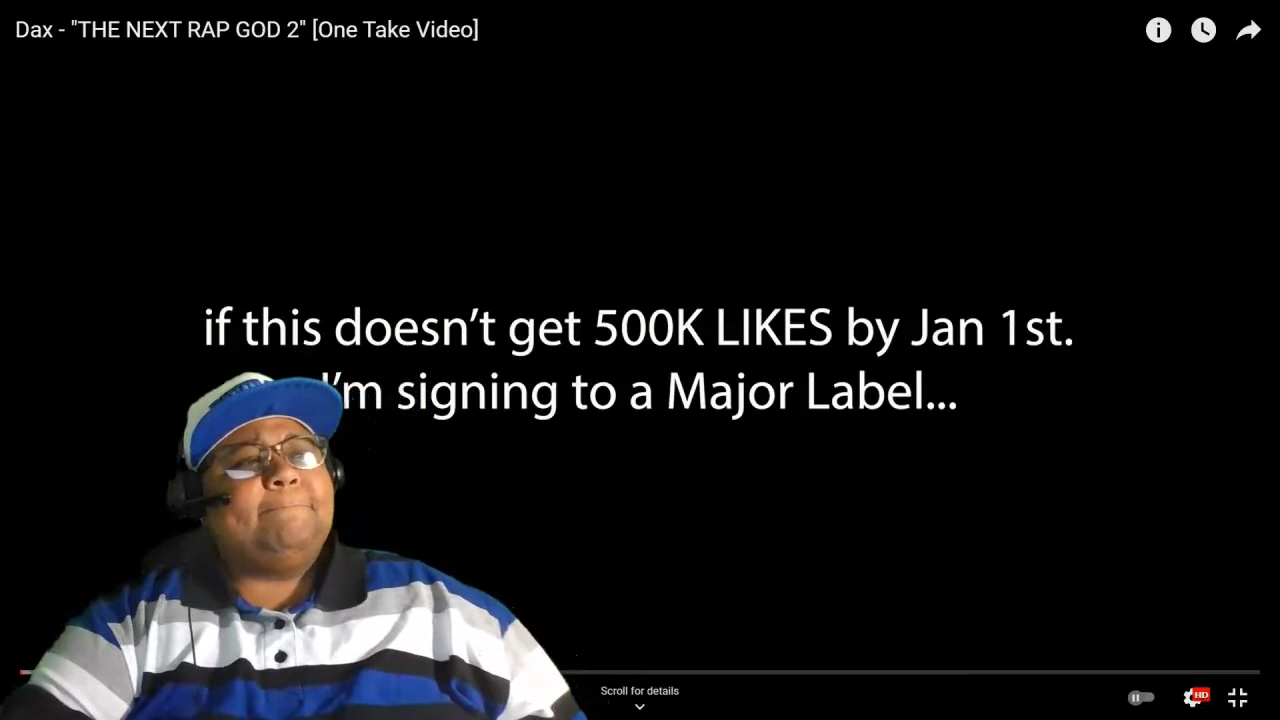 Dax - "THE NEXT RAP GOD 2" [One Take Video]
if this doesn't get 500K LIKES by Jan 1st.
I'm signing to a Major Label...
Scroll for details
HD